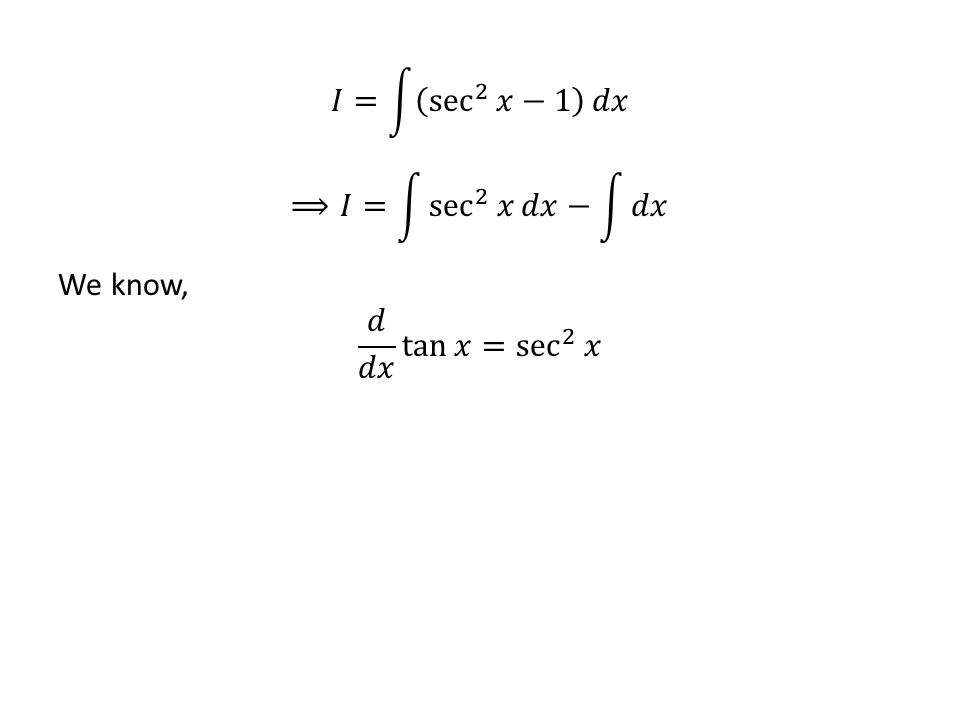 𝐼 = ∫(sec² 𝑥 − 1) 𝑑𝑥
⟹ 𝐼 = ∫ sec² 𝑥 𝑑𝑥 − ∫ 𝑑𝑥
We know,
𝑑/𝑑𝑥 tan 𝑥 = sec² 𝑥